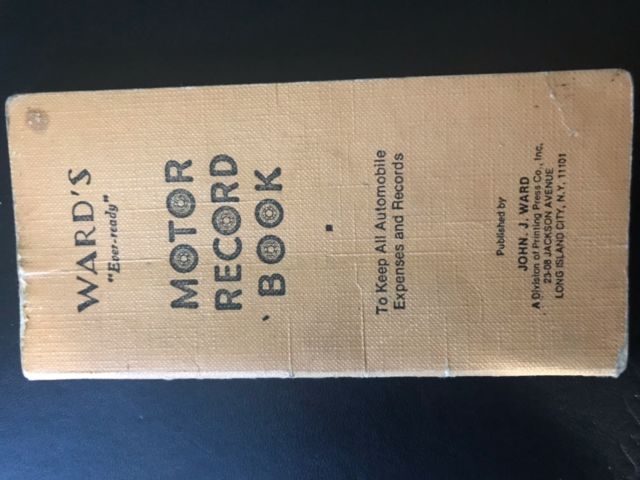 WARD'S
"Ever-ready"
MOTOR
RECORD
BOOK
To Keep All Automobile
Expenses and Records
Published by
JOHN. J. WARD
A Division of Printing Press Co., Inc.
23-08 JACKSON AVENUE
LONG ISLAND CITY, N.Y. 11101